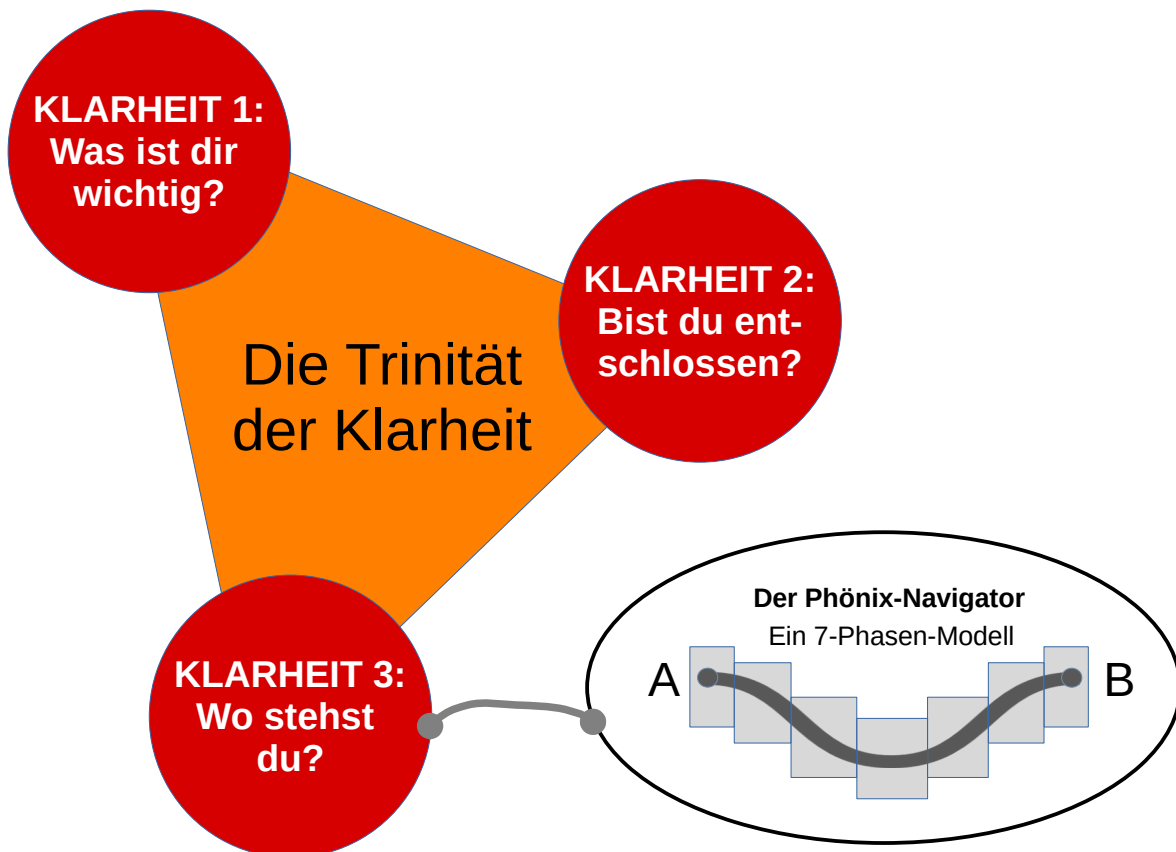 KLARHEIT 1:
Was ist dir
wichtig?
KLARHEIT 2:
Bist du ent-
schlossen?
Die Trinität
der Klarheit
KLARHEIT 3:
Wo stehst
du?
Der Phönix-Navigator
Ein 7-Phasen-Modell
A
B